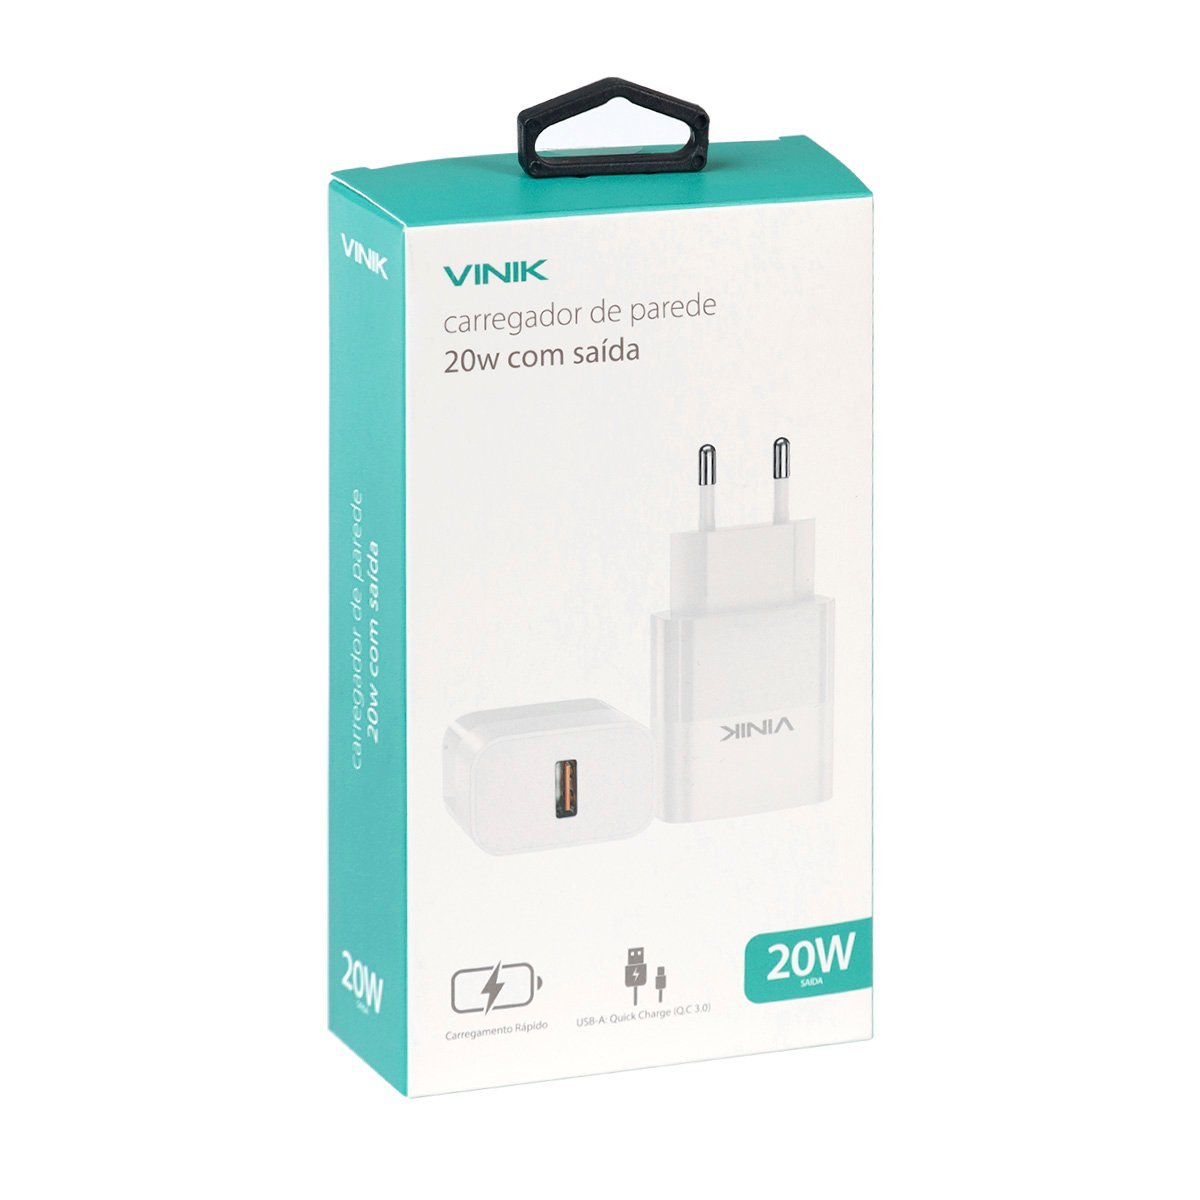 VINIK
carregador de parede
20w com saída
VINIK
carregador de parede
20w com saída
VINIK
Carregamento Rápido
USB-A: Quick Charge (Q.C 3.0)
20W
SAÍDA
20W
SAÍDA